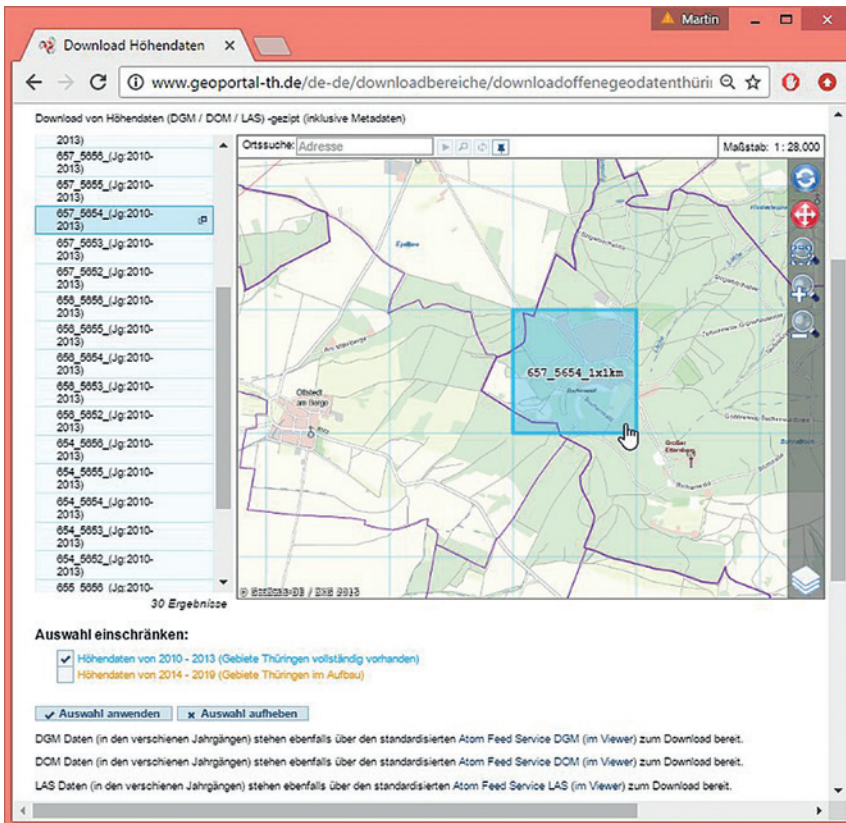 Martin
Download Höhendaten
www.geoportal-th.de/de-de/downloadbereiche/downloadoffenegeodatenthürin
Download von Höhendaten (DGM / DOM / LAS) -gezipt (inklusive Metadaten)
2013)
657_5656_(Jg:2010-
2013)
657_5655_(Jg:2010-
2013)
657_5654_(Jg:2010-
2013)
657_5653_(Jg:2010-
2013)
657_5652_(Jg:2010-
2013)
656_5656_(Jg:2010-
2013)
656_5655_(Jg:2010-
2013)
656_5654_(Jg:2010-
2013)
656_5653_(Jg:2010-
2013)
656_5652_(Jg:2010-
2013)
654_5656_(Jg:2010-
2013)
654_5655_(Jg:2010-
2013)
654_5654_(Jg:2010-
2013)
654_5653_(Jg:2010-
2013)
654_5652_(Jg:2010-
2013)
655_5656_(Jg:2010-
30 Ergebnisse
Ortssuche: Adresse
Maßstab: 1: 28.000
657_5654_1x1km
Ottstedt
am Berge
Großer
Ettersberg
Auswahl einschränken:
Höhendaten von 2010 - 2013 (Gebiete Thüringen vollständig vorhanden)
Höhendaten von 2014 - 2019 (Gebiete Thüringen im Aufbau)
Auswahl anwenden
Auswahl aufheben
DGM Daten (in den verschienen Jahrgängen) stehen ebenfalls über den standardisierten Atom Feed Service DGM (im Viewer) zum Download bereit.
DOM Daten (in den verschienen Jahrgängen) stehen ebenfalls über den standardisierten Atom Feed Service DOM (im Viewer) zum Download bereit.
LAS Daten (in den verschienen Jahrgängen) stehen ebenfalls über den standardisierten Atom Feed Service LAS (im Viewer) zum Download bereit.